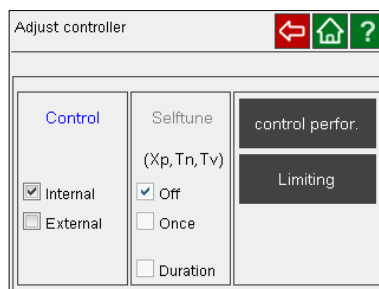 Adjust controller
?
Control
Internal
External
Selftune
(Xp,Tn,Tv)
Off
Once
Duration
control perfor.
Limiting